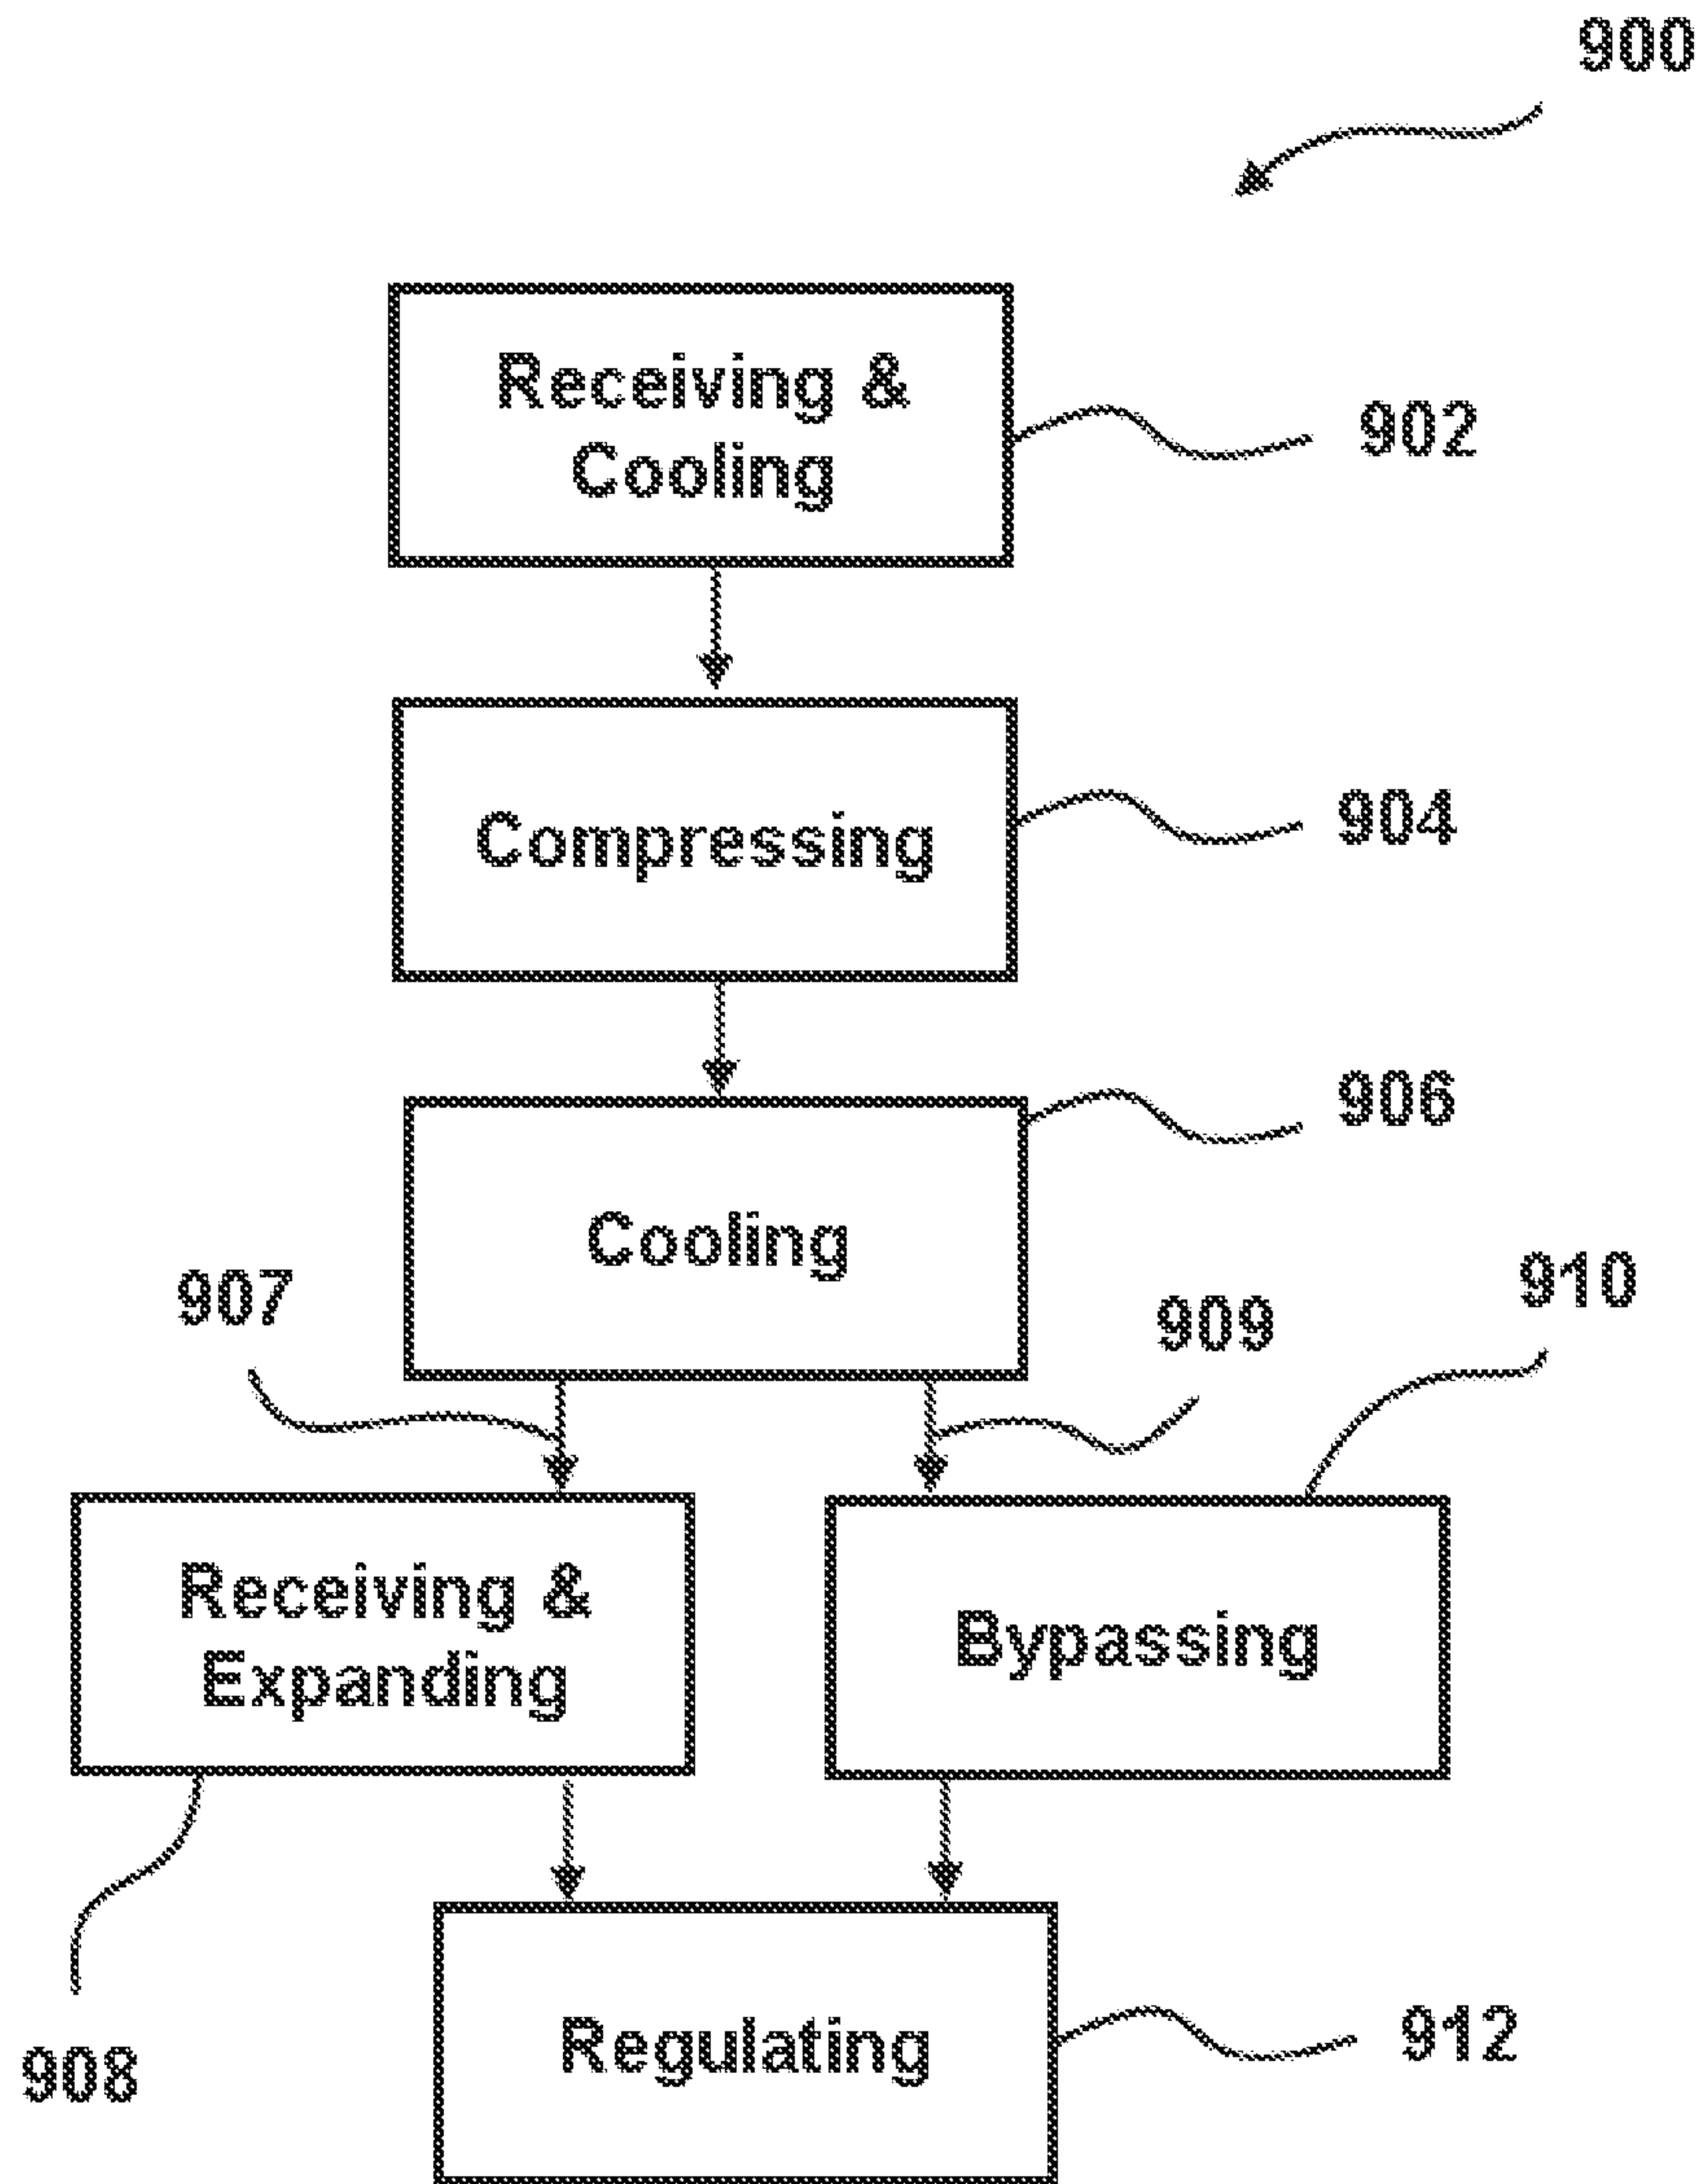 900
Receiving &
Cooling
902
Compressing
904
906
Cooling
907
909
910
Receiving &
Expanding
Bypassing
908
Regulating
912